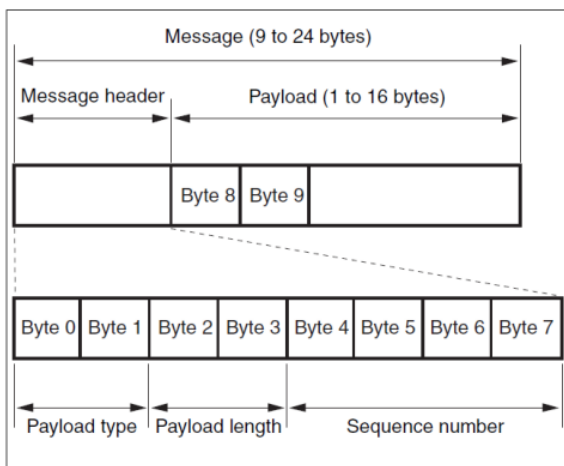 Message (9 to 24 bytes)
Message header Payload (1 to 16 bytes)
Byte 8 Byte 9
Byte 0 Byte 1 Byte 2 Byte 3 Byte 4 Byte 5 Byte 6 Byte 7
Payload type Payload length Sequence number